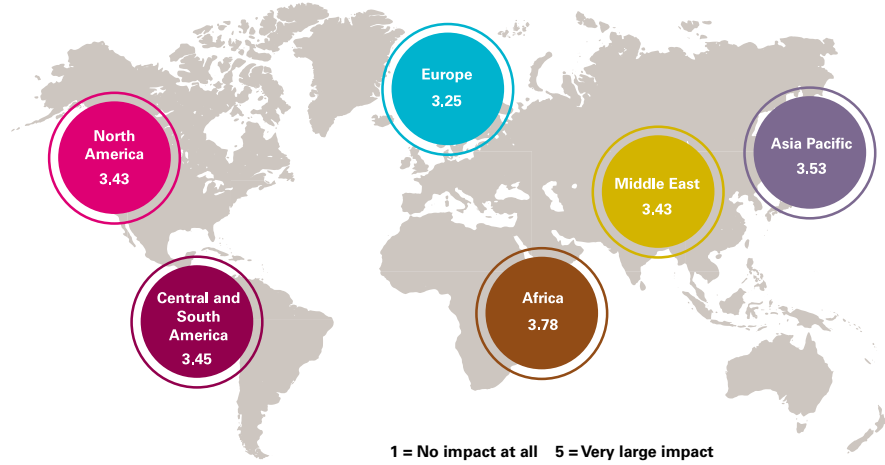 Europe
3.25
North
America
3.43
Asia Pacific
3.53
Middle East
3.43
Central and
South
America
3.45
Africa
3.78
1 = No impact at all 5 = Very large impact